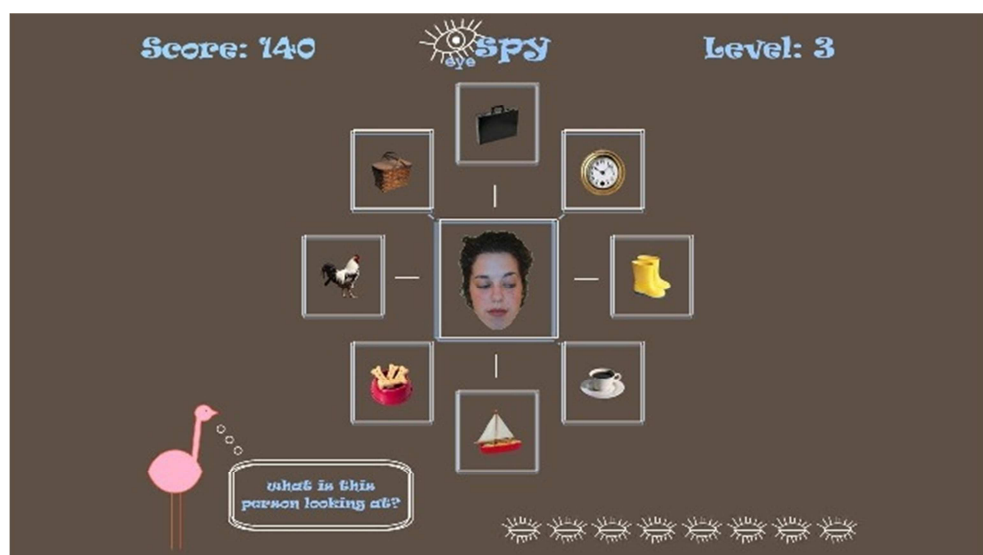 Score: 140
eye spy
Level: 3
what is this
person looking at?